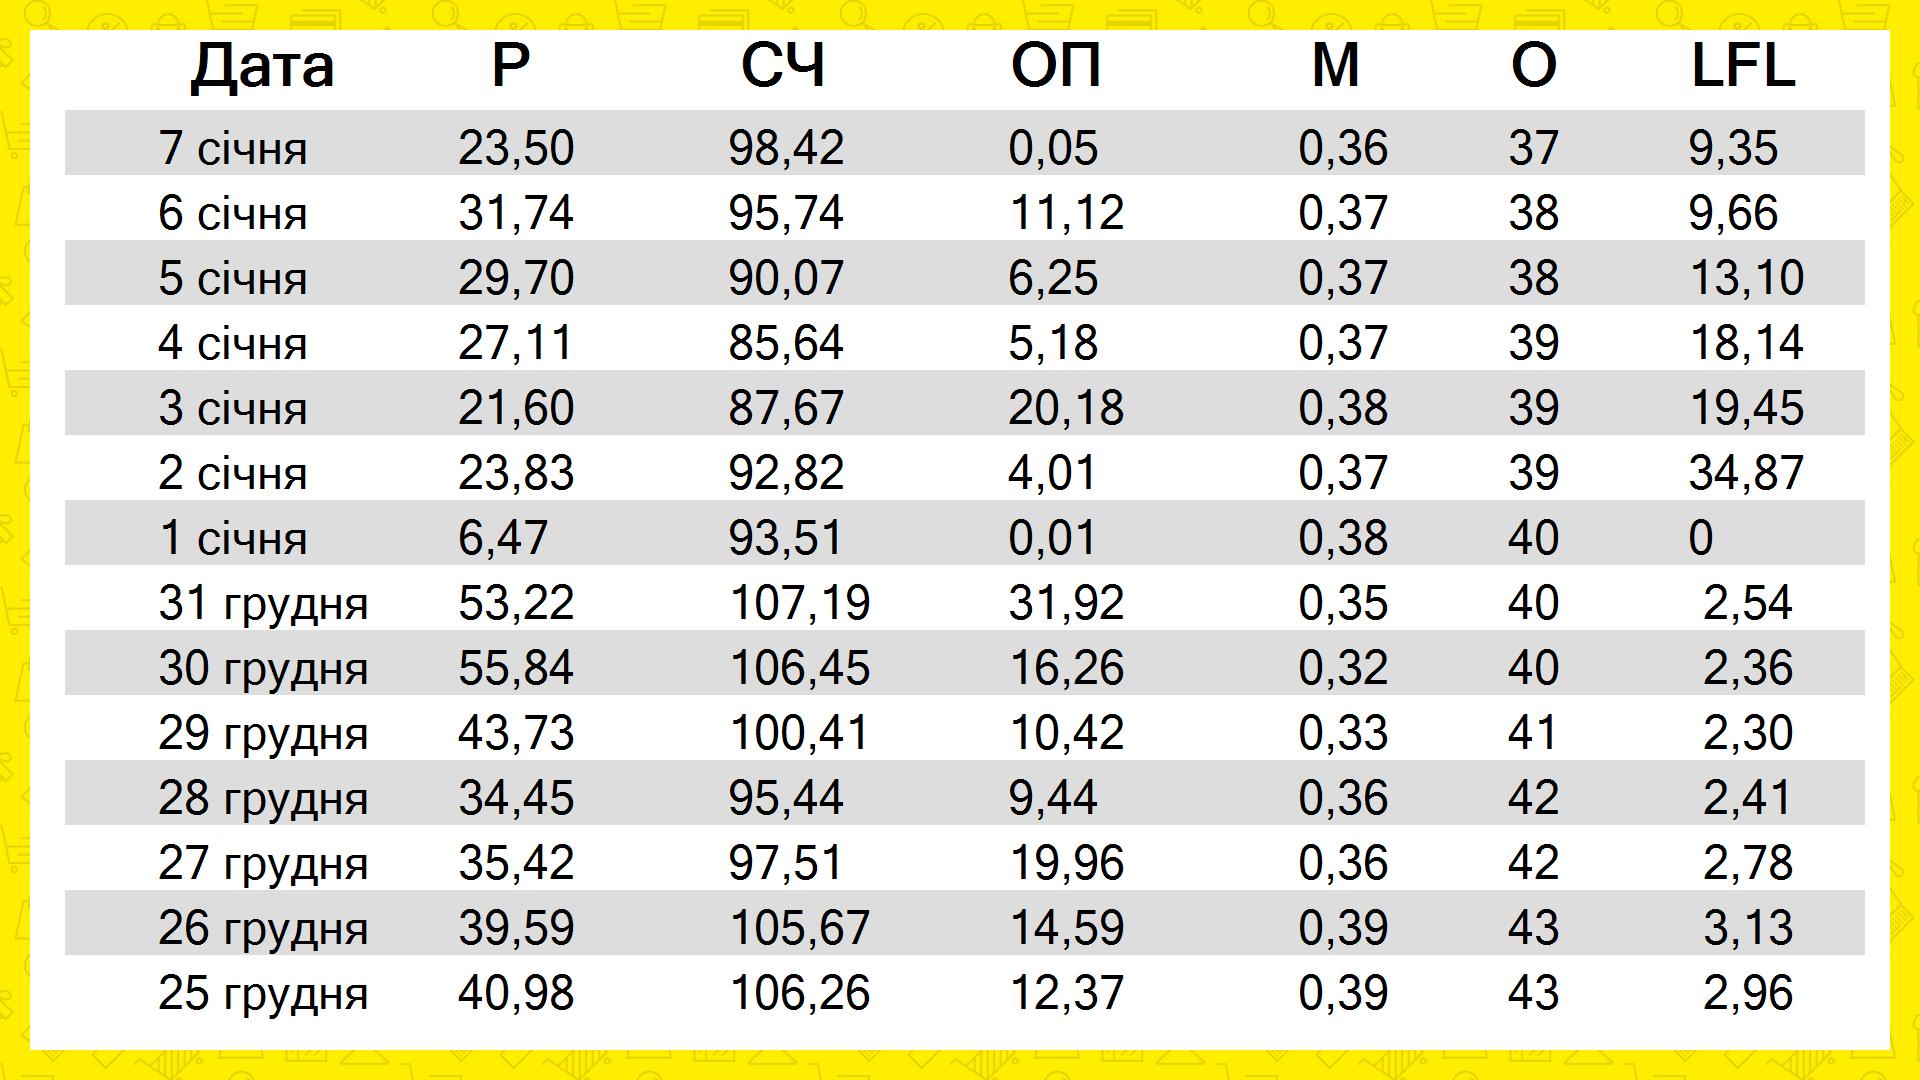 Дата Р СЧ ОП М О LFL
7 січня 23,50 98,42 0,05 0,36 37 9,35
6 січня 31,74 95,74 11,12 0,37 38 9,66
5 січня 29,70 90,07 6,25 0,37 38 13,10
4 січня 27,11 85,64 5,18 0,37 39 18,14
3 січня 21,60 87,67 20,18 0,38 39 19,45
2 січня 23,83 92,82 4,01 0,37 39 34,87
1 січня 6,47 93,51 0,01 0,38 40 0
31 грудня 53,22 107,19 31,92 0,35 40 2,54
30 грудня 55,84 106,45 16,26 0,32 40 2,36
29 грудня 43,73 100,41 10,42 0,33 41 2,30
28 грудня 34,45 95,44 9,44 0,36 42 2,41
27 грудня 35,42 97,51 19,96 0,36 42 2,78
26 грудня 39,59 105,67 14,59 0,39 43 3,13
25 грудня 40,98 106,26 12,37 0,39 43 2,96